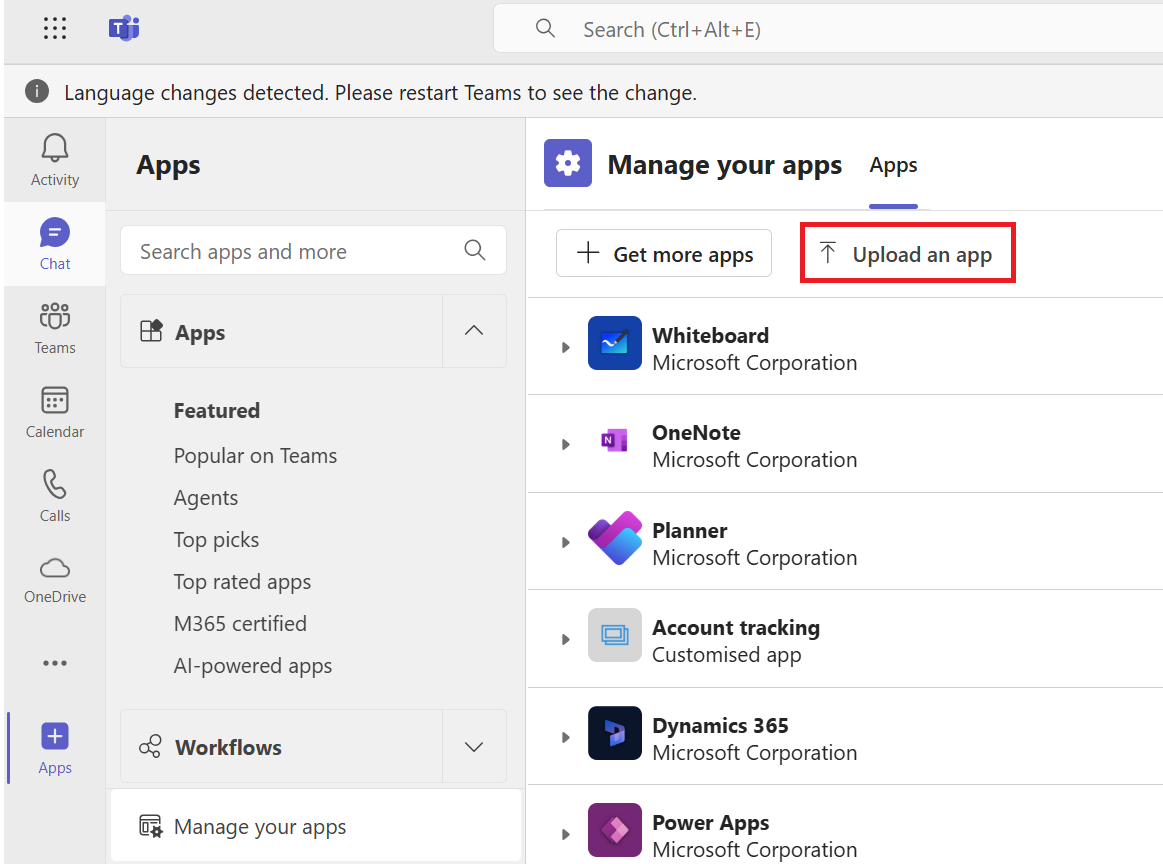 Search (Ctrl+Alt+E)
Language changes detected. Please restart Teams to see the change.
Activity
Chat
Teams
Calendar
Calls
OneDrive
Apps
Apps
Search apps and more
Apps
Featured
Popular on Teams
Agents
Top picks
Top rated apps
M365 certified
AI-powered apps
Workflows
Manage your apps
Manage your apps
Apps
Get more apps
Upload an app
Whiteboard
Microsoft Corporation
OneNote
Microsoft Corporation
Planner
Microsoft Corporation
Account tracking
Customised app
Dynamics 365
Microsoft Corporation
Power Apps
Microsoft Corporation